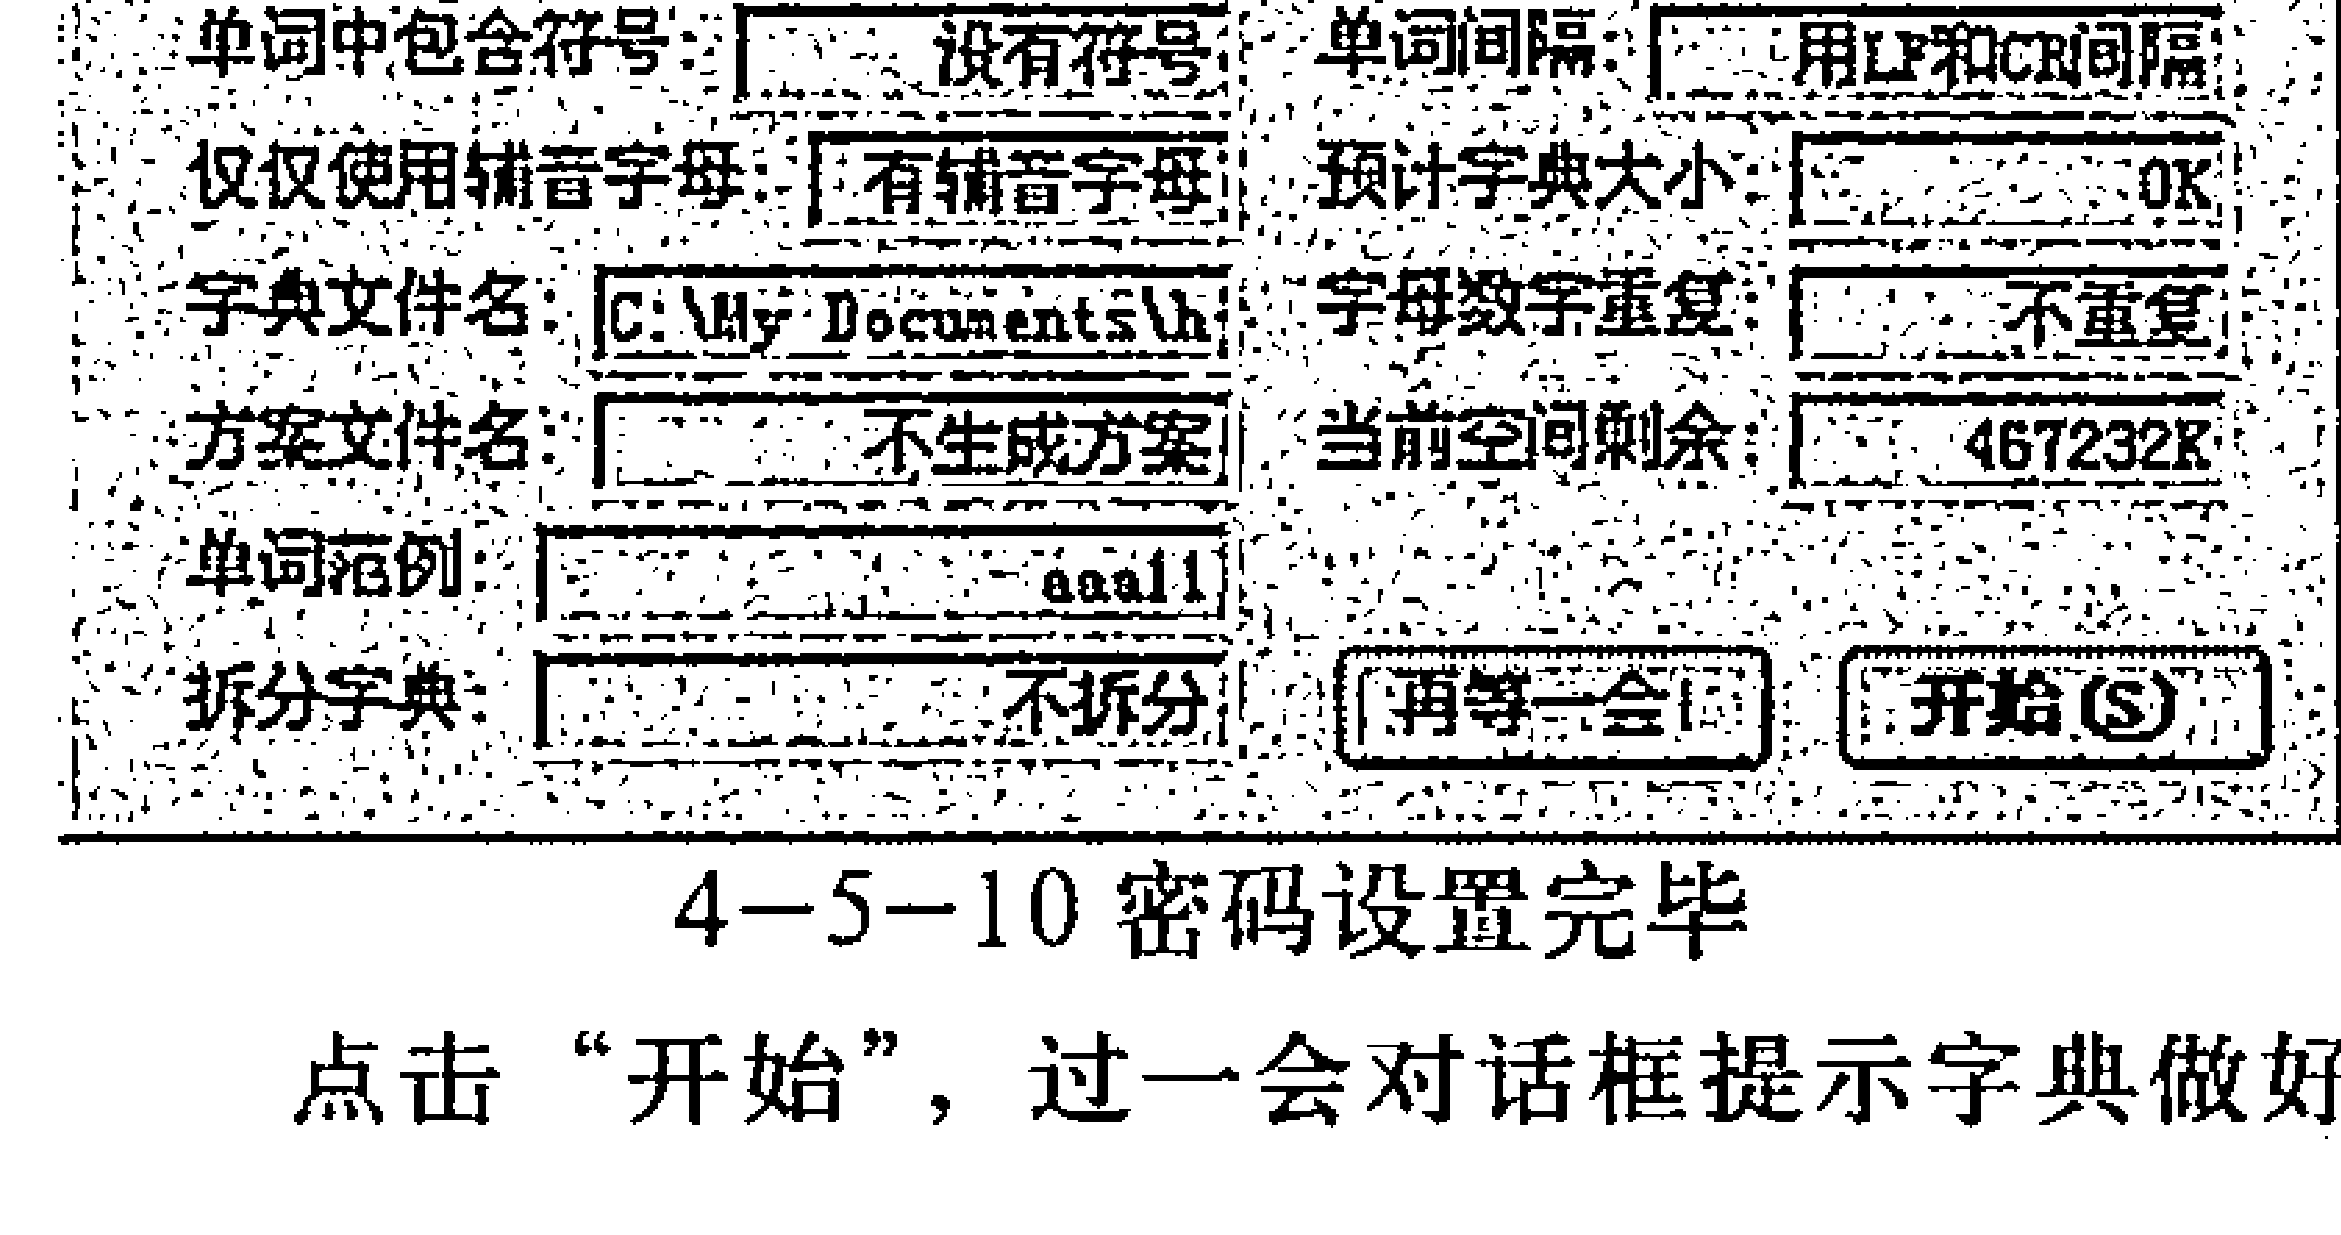 单词中包含符号: 没有符号 单词间隔: 用LF和CR间隔
仅仅使用辅音字母: 有辅音字母 预计字典大小: 0K
字典文件名: C:\My Documents\h 字母数字重复: 不重复
方案文件名: 不生成方案 当前空间剩余: 467232K
单词范例: aaa11
拆分字典: 不拆分 再等一会 开始(S)
4-5-10 密码设置完毕
点击“开始”，过一会对话框提示字典做好